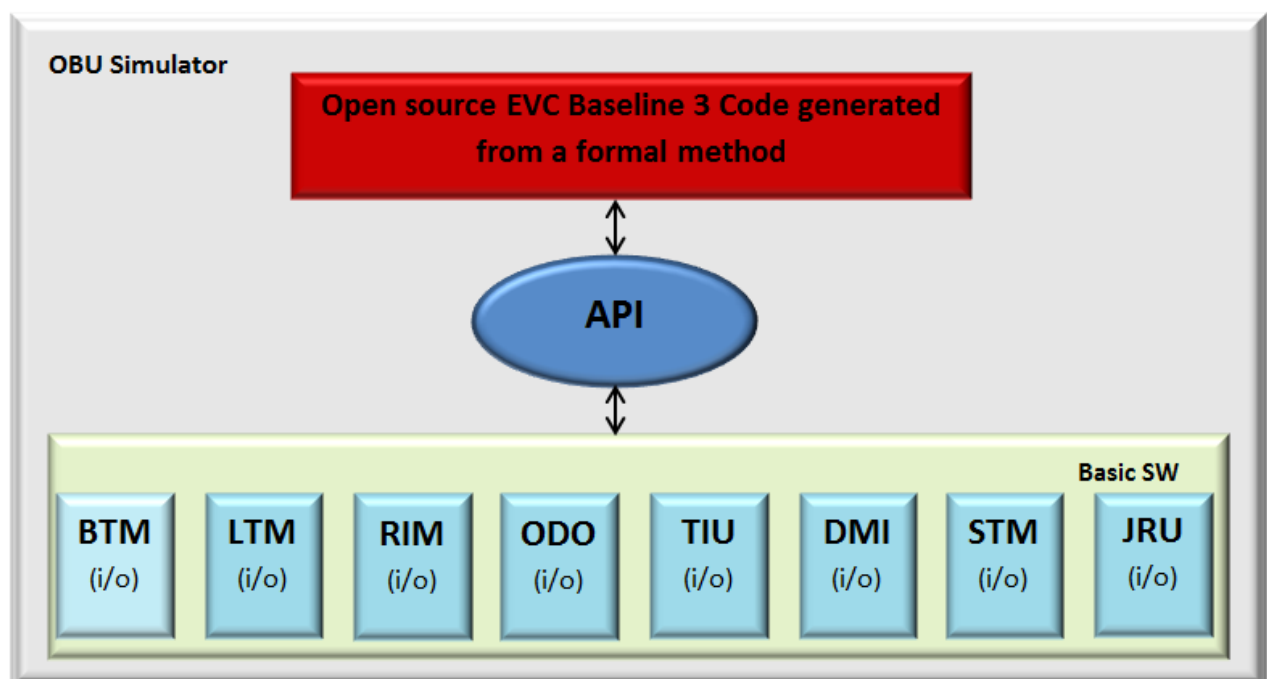 OBU Simulator
Open source EVC Baseline 3 Code generated
from a formal method
API
Basic SW
BTM
(i/o)
LTM
(i/o)
RIM
(i/o)
ODO
(i/o)
TIU
(i/o)
DMI
(i/o)
STM
(i/o)
JRU
(i/o)